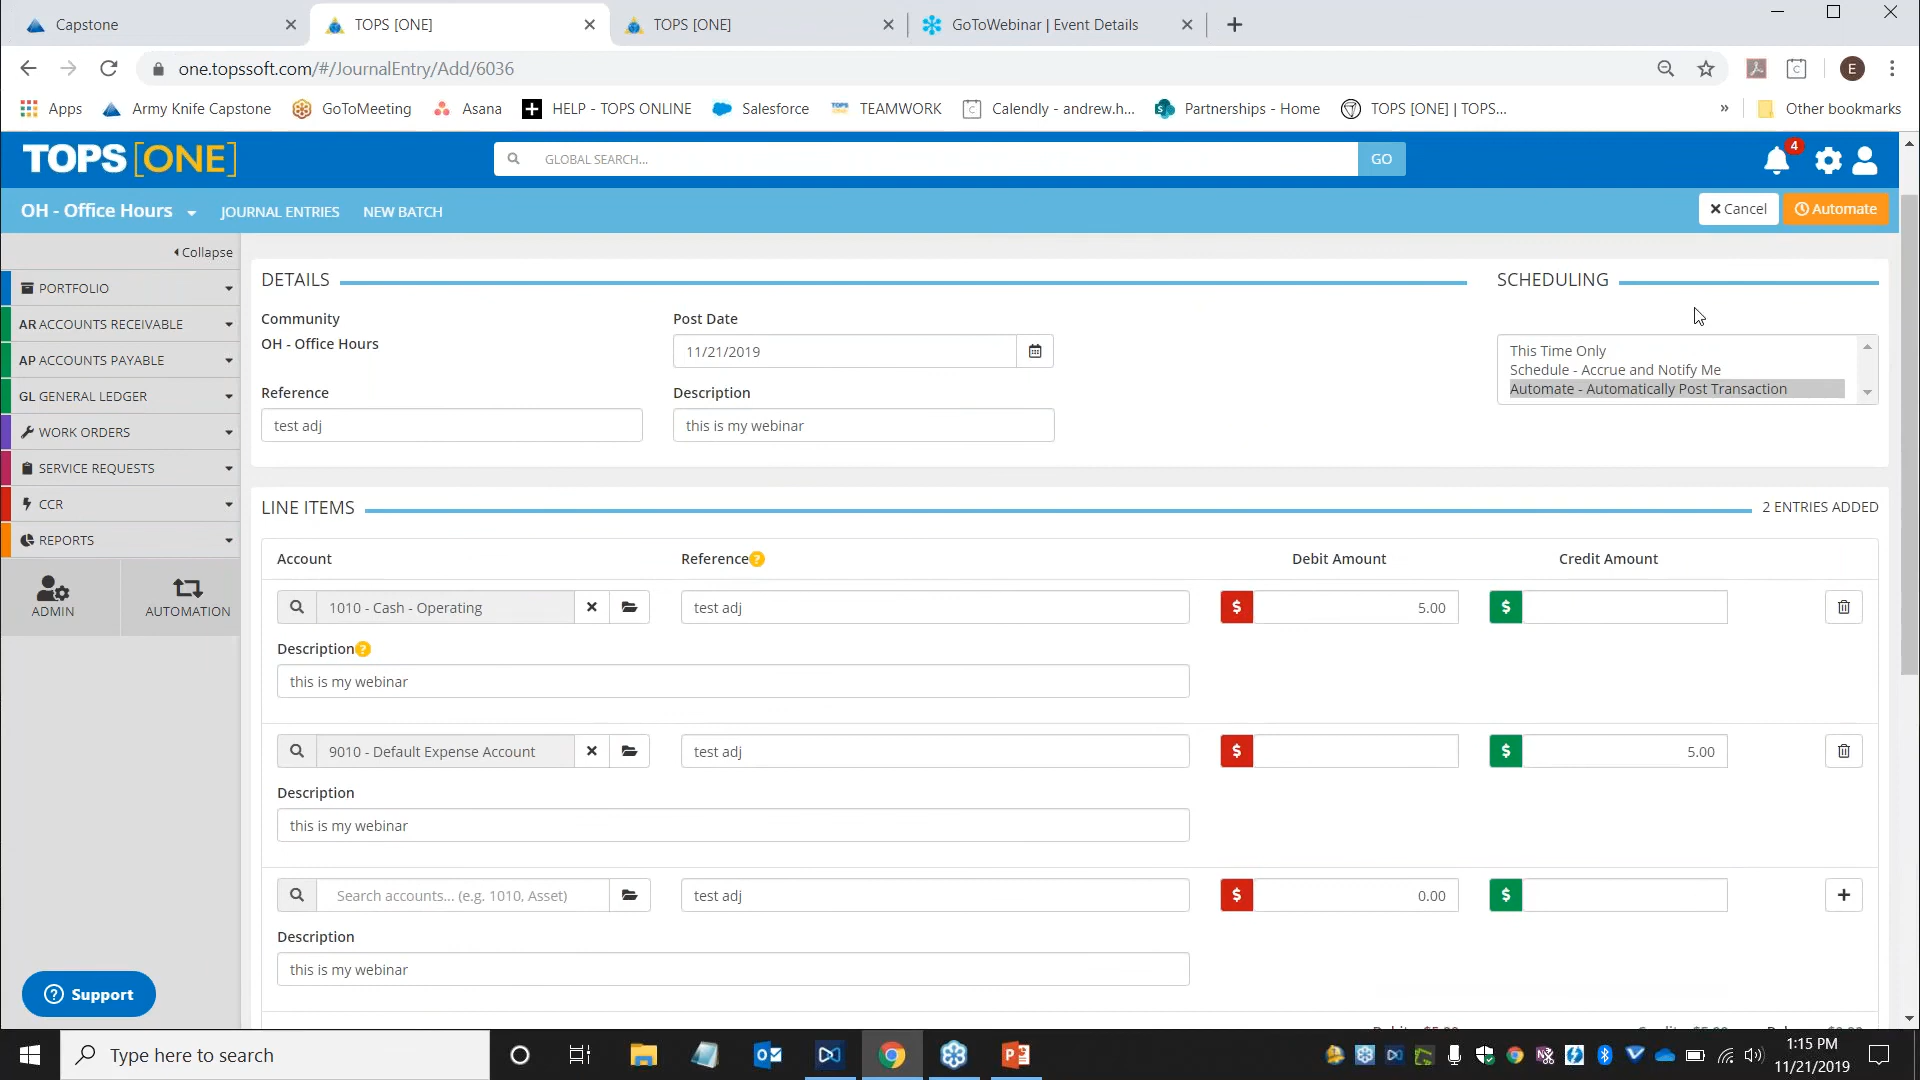 Capstone
TOPS [ONE]
TOPS [ONE]
GoToWebinar | Event Details
one.topssoft.com/#/JournalEntry/Add/6036
E
Apps
Army Knife Capstone
GoToMeeting
Asana
HELP - TOPS ONLINE
Salesforce
TOPS
TEAMWORK
Calendly - andrew.h...
Partnerships - Home
TOPS [ONE] | TOPS...
»
Other bookmarks
TOPS [ONE]
GLOBAL SEARCH...
GO
4
OH - Office Hours
JOURNAL ENTRIES
NEW BATCH
Cancel
Automate
Collapse
PORTFOLIO
AR ACCOUNTS RECEIVABLE
AP ACCOUNTS PAYABLE
GL GENERAL LEDGER
WORK ORDERS
SERVICE REQUESTS
CCR
REPORTS
ADMIN
AUTOMATION
DETAILS
Community
OH - Office Hours
Post Date
11/21/2019
Reference
test adj
Description
this is my webinar
SCHEDULING
This Time Only
Schedule - Accrue and Notify Me
Automate - Automatically Post Transaction
LINE ITEMS
2 ENTRIES ADDED
Account
Reference ?
Debit Amount
Credit Amount
1010 - Cash - Operating
test adj
$ 5.00
$
Description ?
this is my webinar
9010 - Default Expense Account
test adj
$
$ 5.00
Description
this is my webinar
Search accounts... (e.g. 1010, Asset)
test adj
$ 0.00
$
Description
this is my webinar
? Support
Type here to search
1:15 PM
11/21/2019